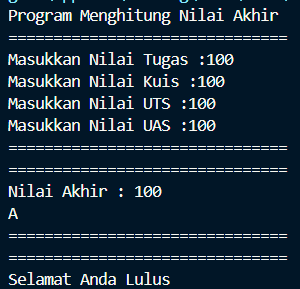 Program Menghitung Nilai Akhir
===============================
Masukkan Nilai Tugas :100
Masukkan Nilai Kuis :100
Masukkan Nilai UTS :100
Masukkan Nilai UAS :100
===============================
===============================
Nilai Akhir : 100
A
===============================
===============================
Selamat Anda Lulus